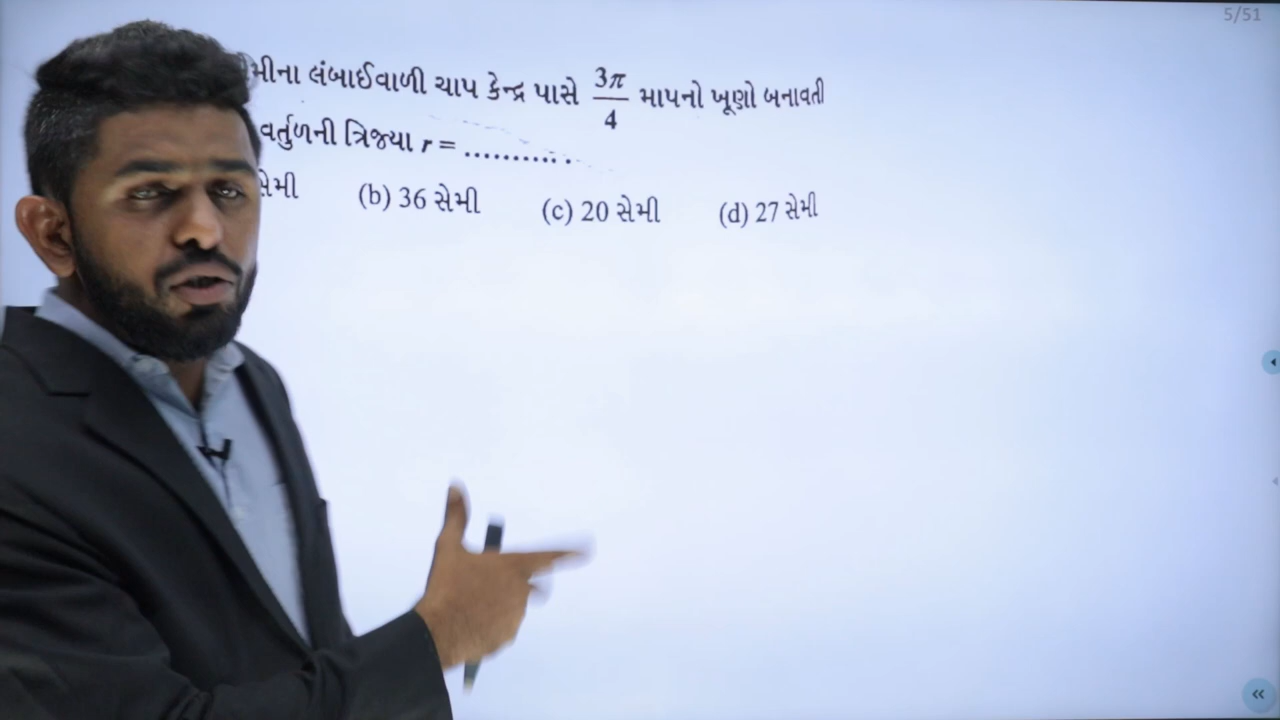 5/51
લંબાઈવાળી ચાપ કેન્દ્ર પાસે 3π/4 માપનો ખૂણો બનાવતી
વર્તુળની ત્રિજ્યા r = ...........
સેમી (b) 36 સેમી (c) 20 સેમી (d) 27 સેમી